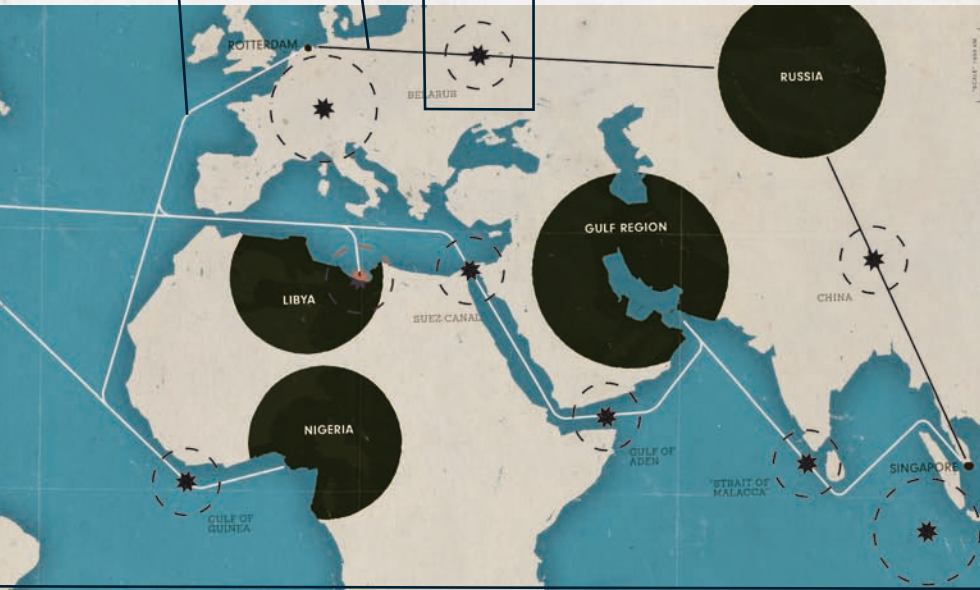 ROTTERDAM
RUSSIA
BELARUS
GULF REGION
LIBYA
CHINA
SUEZ CANAL
NIGERIA
GULF OF
ADEN
SINGAPORE
"STRAIT OF
MALACCA"
GULF OF
GUINEA